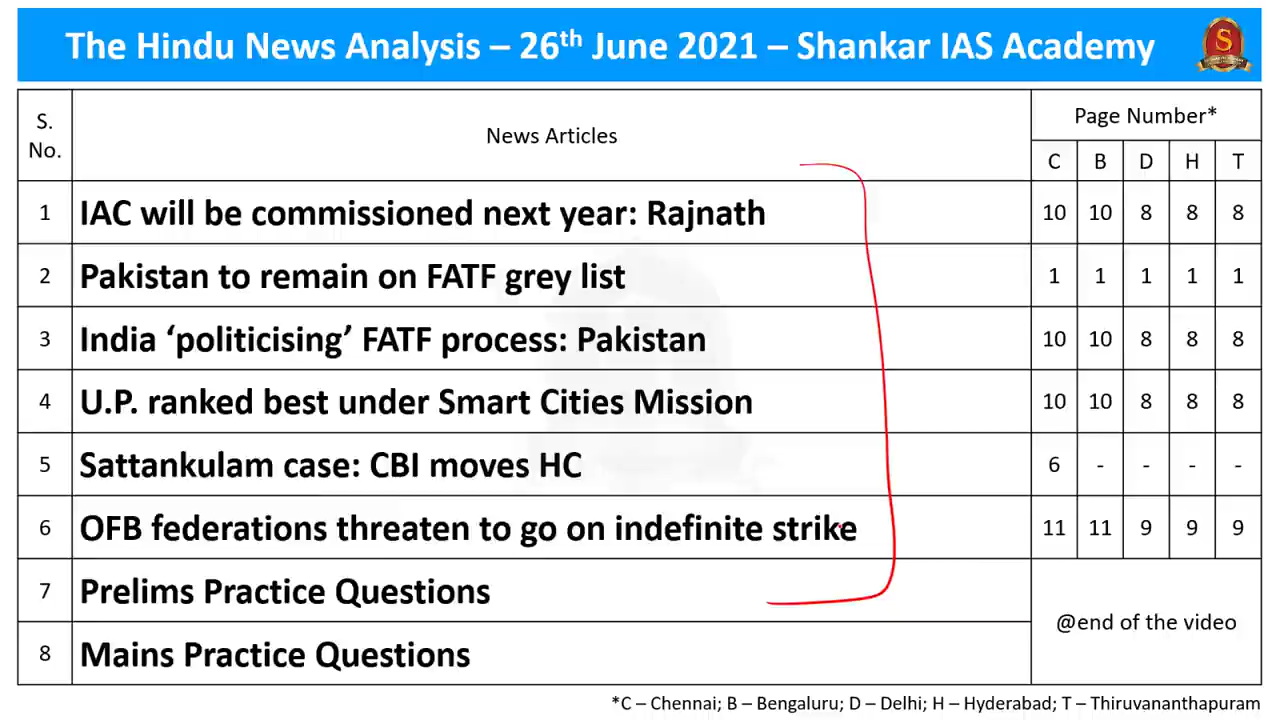 The Hindu News Analysis – 26th June 2021 – Shankar IAS Academy
S
S. No.
News Articles
Page Number*
C B D H T
1 IAC will be commissioned next year: Rajnath 10 10 8 8 8
2 Pakistan to remain on FATF grey list 1 1 1 1 1
3 India ‘politicising’ FATF process: Pakistan 10 10 8 8 8
4 U.P. ranked best under Smart Cities Mission 10 10 8 8 8
5 Sattankulam case: CBI moves HC 6 - - - -
6 OFB federations threaten to go on indefinite strike 11 11 9 9 9
7 Prelims Practice Questions
@end of the video
8 Mains Practice Questions
*C – Chennai; B – Bengaluru; D – Delhi; H – Hyderabad; T – Thiruvananthapuram